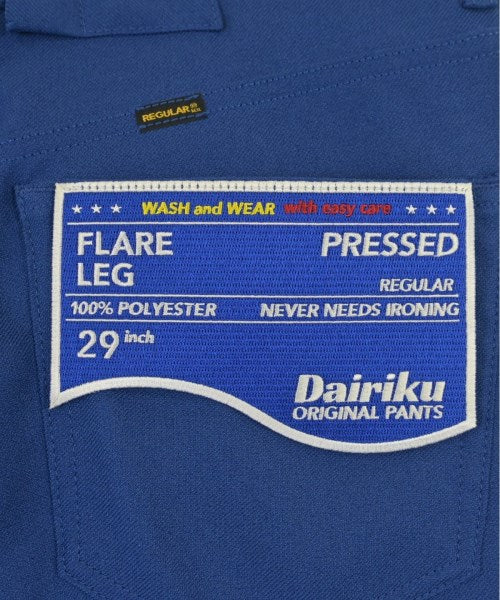 REGULAR
★ ★ ★ WASH and WEAR with easy care ★ ★ ★
FLARE LEG
PRESSED
REGULAR
100% POLYESTER
NEVER NEEDS IRONING
29 inch
Dairiku
ORIGINAL PANTS